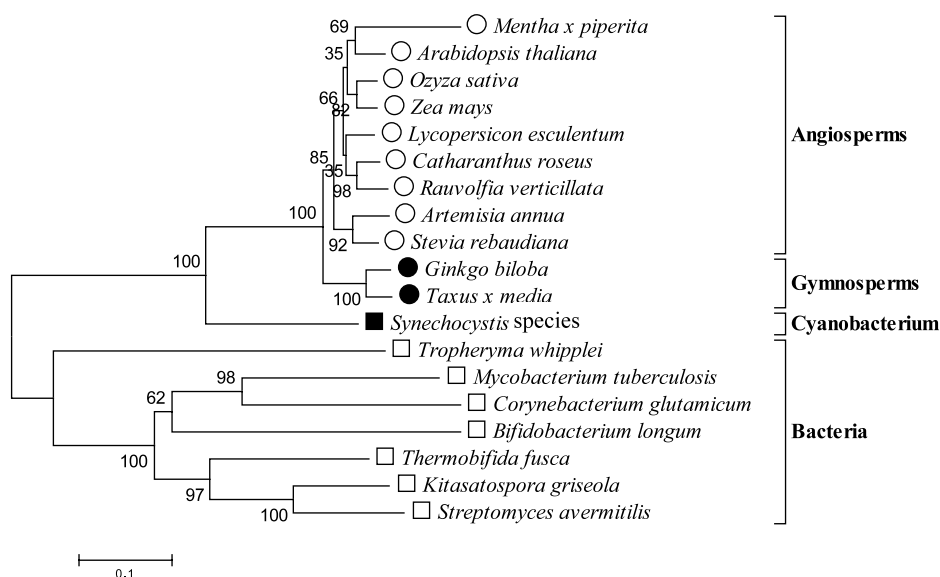 69
Mentha x piperita
35
Arabidopsis thaliana
Ozyza sativa
66
82
Zea mays
Lycopersicon esculentum
Angiosperms
85
35
Catharanthus roseus
98
Rauvolfia verticillata
100
Artemisia annua
92
Stevia rebaudiana
100
Ginkgo biloba
Gymnosperms
100
Taxus x media
Synechocystis species
Cyanobacterium
Tropheryma whipplei
98
Mycobacterium tuberculosis
62
Corynebacterium glutamicum
Bifidobacterium longum
Bacteria
100
Thermobifida fusca
97
Kitasatospora griseola
100
Streptomyces avermitilis
0.1